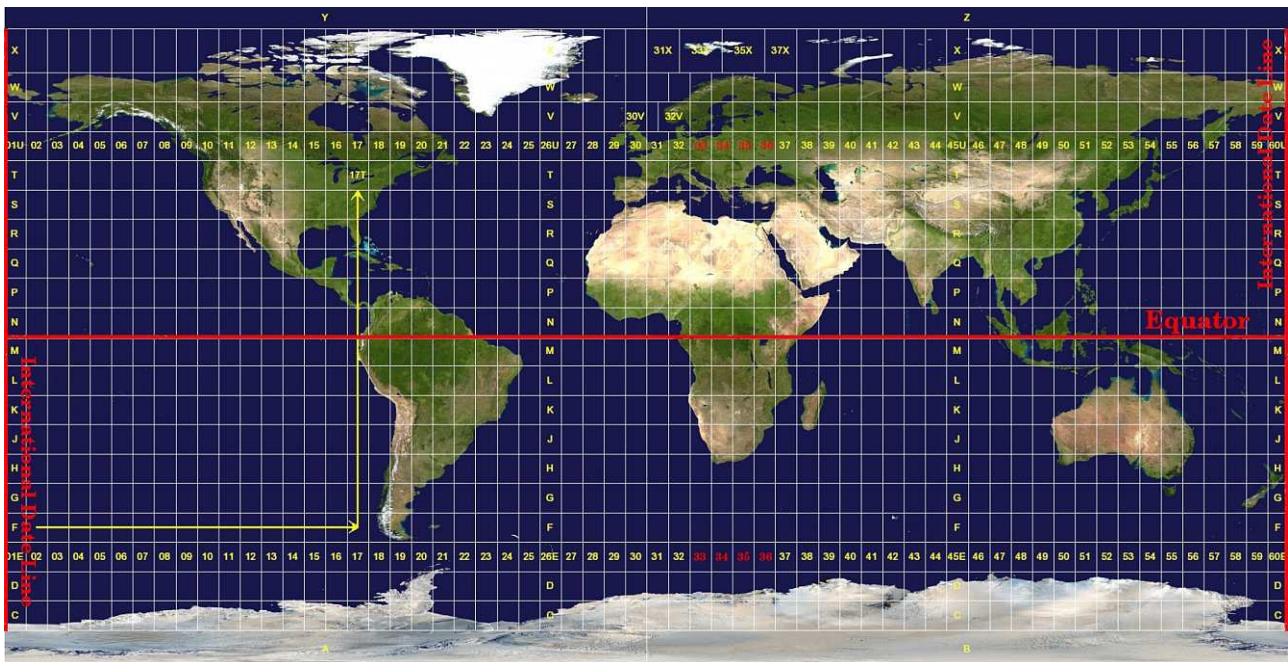 Y Z
X X 31X 33X 35X 37X X X
W W W W
V V 30V 32V V V
01U 02 03 04 05 06 07 08 09 10 11 12 13 14 15 16 17 18 19 20 21 22 23 24 25 26U 27 28 29 30 31 32 33 34 35 36 37 38 39 40 41 42 43 44 45U 46 47 48 49 50 51 52 53 54 55 56 57 58 59 60U
T 17T T T T
S S S S
R R R R
Q Q Q Q
P P P P
N N N N
International Date Line
Equator
M M M M
L L L L
K K K K
J J J J
H H H H
G G G G
F F F F
International Date Line
01E 02 03 04 05 06 07 08 09 10 11 12 13 14 15 16 17 18 19 20 21 22 23 24 25 26E 27 28 29 30 31 32 33 34 35 36 37 38 39 40 41 42 43 44 45E 46 47 48 49 50 51 52 53 54 55 56 57 58 59 60E
D D D D
C C C C
A B